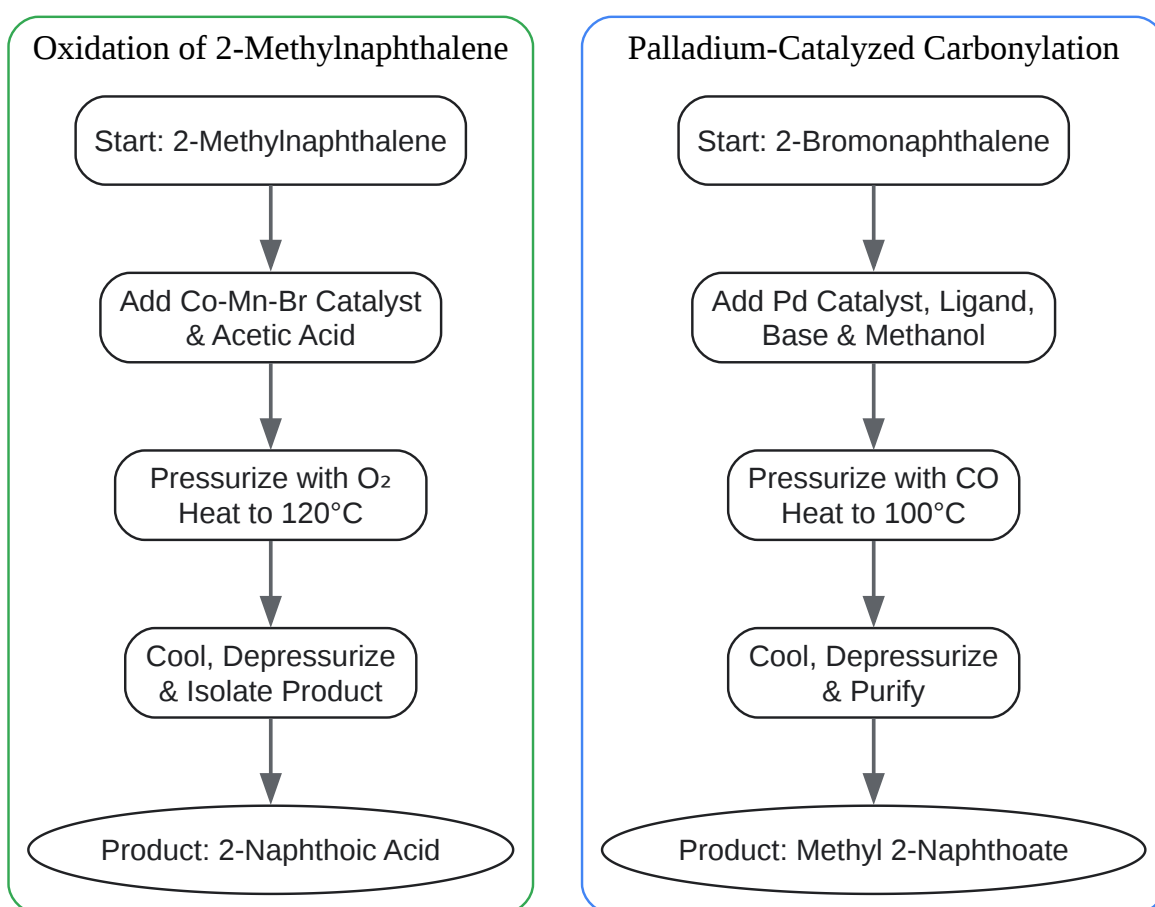 Oxidation of 2-Methylnaphthalene
Start: 2-Methylnaphthalene
Add Co-Mn-Br Catalyst
& Acetic Acid
Pressurize with O₂
Heat to 120°C
Cool, Depressurize
& Isolate Product
Product: 2-Naphthoic Acid
Palladium-Catalyzed Carbonylation
Start: 2-Bromonaphthalene
Add Pd Catalyst, Ligand,
Base & Methanol
Pressurize with CO
Heat to 100°C
Cool, Depressurize
& Purify
Product: Methyl 2-Naphthoate